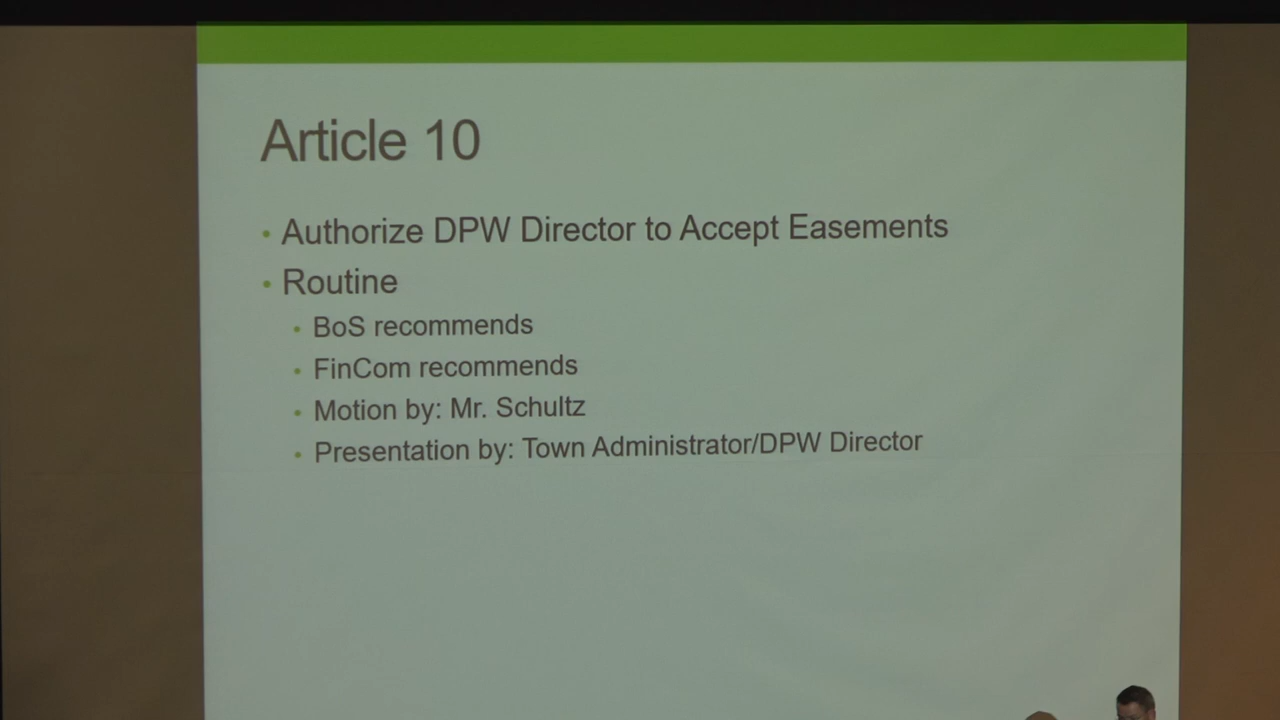 Article 10
• Authorize DPW Director to Accept Easements
• Routine
• BoS recommends
• FinCom recommends
• Motion by: Mr. Schultz
• Presentation by: Town Administrator/DPW Director